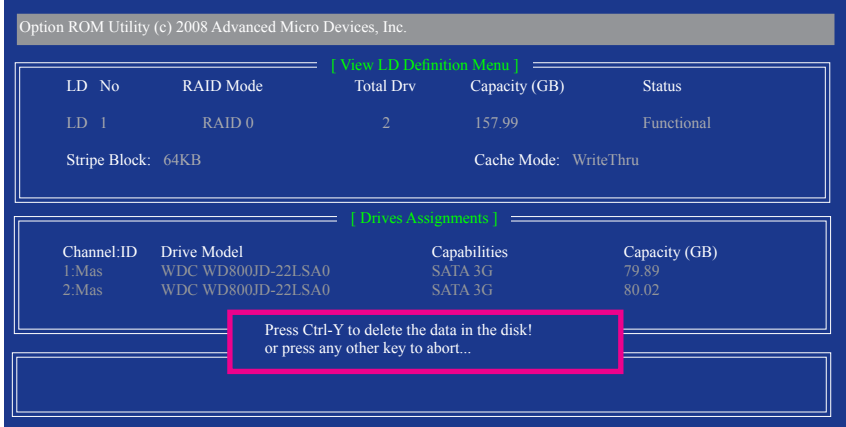 Option ROM Utility (c) 2008 Advanced Micro Devices, Inc.
[ View LD Definition Menu ]
LD No RAID Mode Total Drv Capacity (GB) Status
LD 1 RAID 0 2 157.99 Functional
Stripe Block: 64KB Cache Mode: WriteThru
[ Drives Assignments ]
Channel:ID Drive Model Capabilities Capacity (GB)
1:Mas WDC WD800JD-22LSA0 SATA 3G 79.89
2:Mas WDC WD800JD-22LSA0 SATA 3G 80.02
Press Ctrl-Y to delete the data in the disk!
or press any other key to abort...